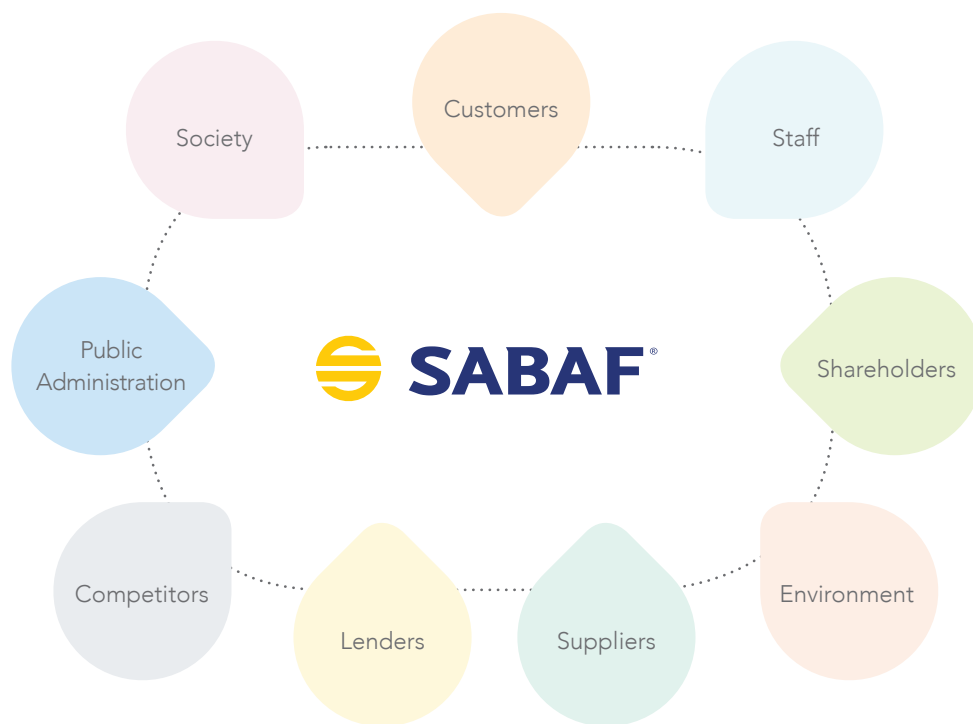 Customers
Society
Staff
Public
Administration
SABAF®
Shareholders
Competitors
Environment
Lenders
Suppliers